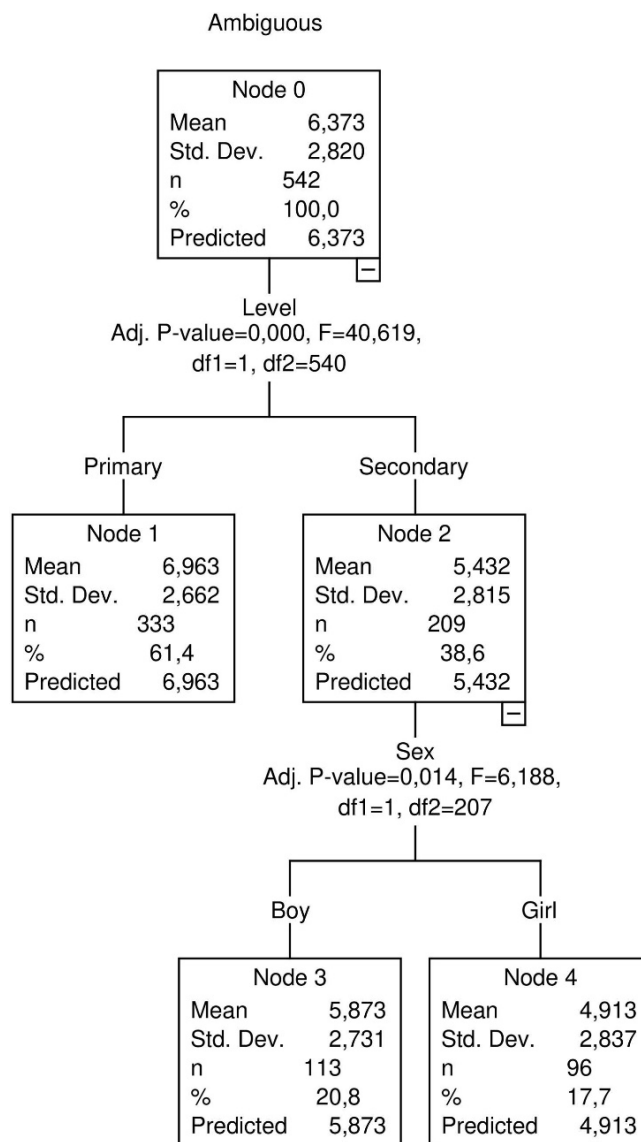 Ambiguous
Node 0
Mean 6,373
Std. Dev. 2,820
n 542
% 100,0
Predicted 6,373
Level
Adj. P-value=0,000, F=40,619,
df1=1, df2=540
Primary
Secondary
Node 1
Mean 6,963
Std. Dev. 2,662
n 333
% 61,4
Predicted 6,963
Node 2
Mean 5,432
Std. Dev. 2,815
n 209
% 38,6
Predicted 5,432
Sex
Adj. P-value=0,014, F=6,188,
df1=1, df2=207
Boy
Girl
Node 3
Mean 5,873
Std. Dev. 2,731
n 113
% 20,8
Predicted 5,873
Node 4
Mean 4,913
Std. Dev. 2,837
n 96
% 17,7
Predicted 4,913